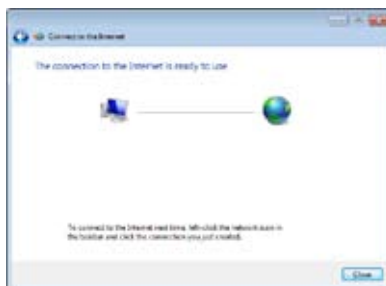 Connect to the Internet
The connection to the Internet is ready to use
To connect to the Internet next time, left-click the network icon in
the taskbar and click the connection you just created.
Close